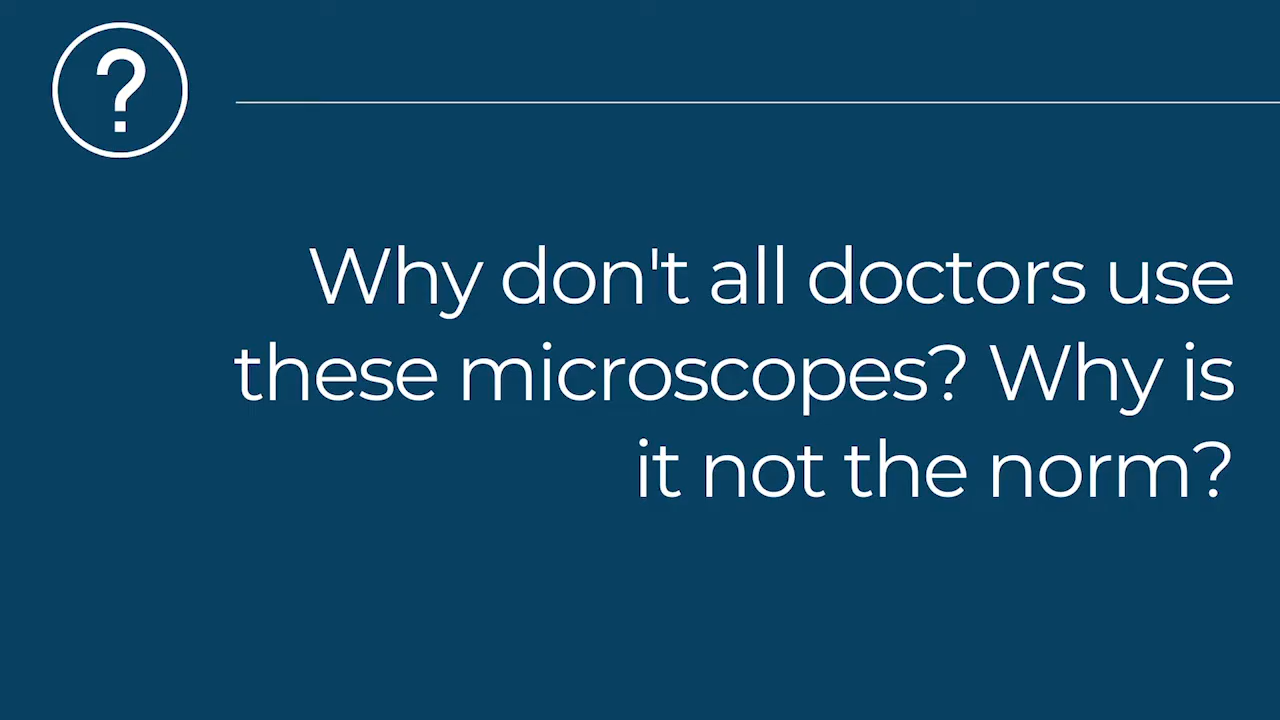 ?
Why don't all doctors use
these microscopes? Why is
it not the norm?